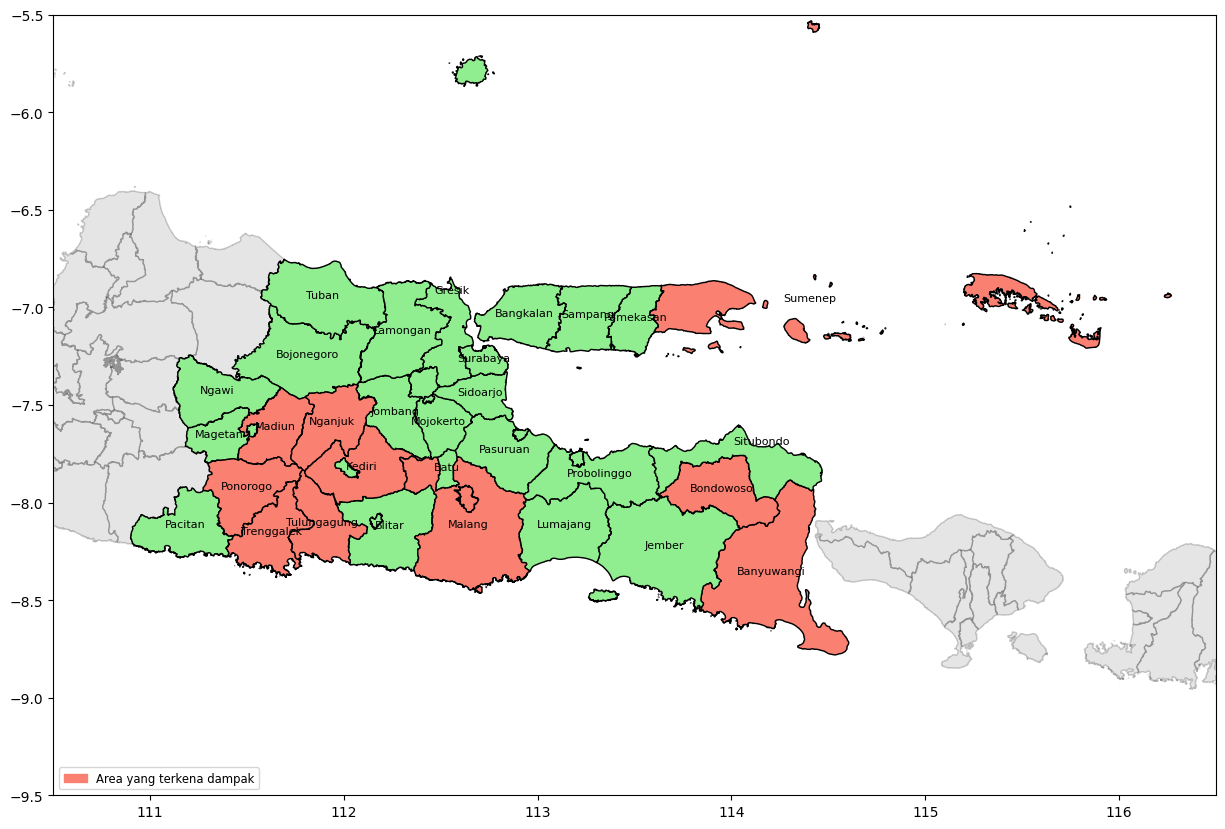 −5.5
−6.0
−6.5
−7.0
−7.5
−8.0
−8.5
−9.0
−9.5
Tuban
Gresik
Sumenep
Bangkalan
Sampang
Pamekasan
Lamongan
Bojonegoro
Surabaya
Ngawi
Sidoarjo
Jombang
Mojokerto
Nganjuk
Madiun
Magetan
Situbondo
Pasuruan
Kediri
Batu
Probolinggo
Ponorogo
Bondowoso
Pacitan
Tulungagung
Blitar
Malang
Lumajang
Trenggalek
Jember
Banyuwangi
Area yang terkena dampak
111
112
113
114
115
116